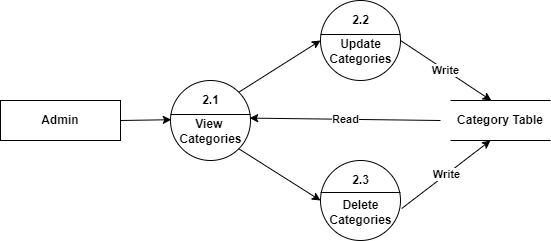 2.2
Update
Categories
Write
2.1
Admin
View
Categories
Read
Category Table
2.3
Write
Delete
Categories